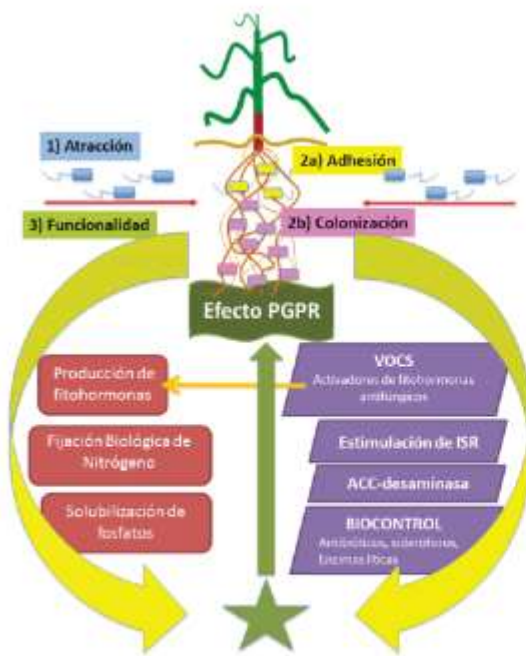 1) Atracción
2a) Adhesión
3) Funcionalidad
2b) Colonización
Efecto PGPR
Producción de
fitohormonas
Fijación Biológica de
Nitrógeno
Solubilización de
fosfatos
VOCS
Activadores de fitohormonas
antifúngicos
Estimulación de ISR
ACC-desaminasa
BIOCONTROL
Antibióticos, sideróforos,
Enzimas líticas